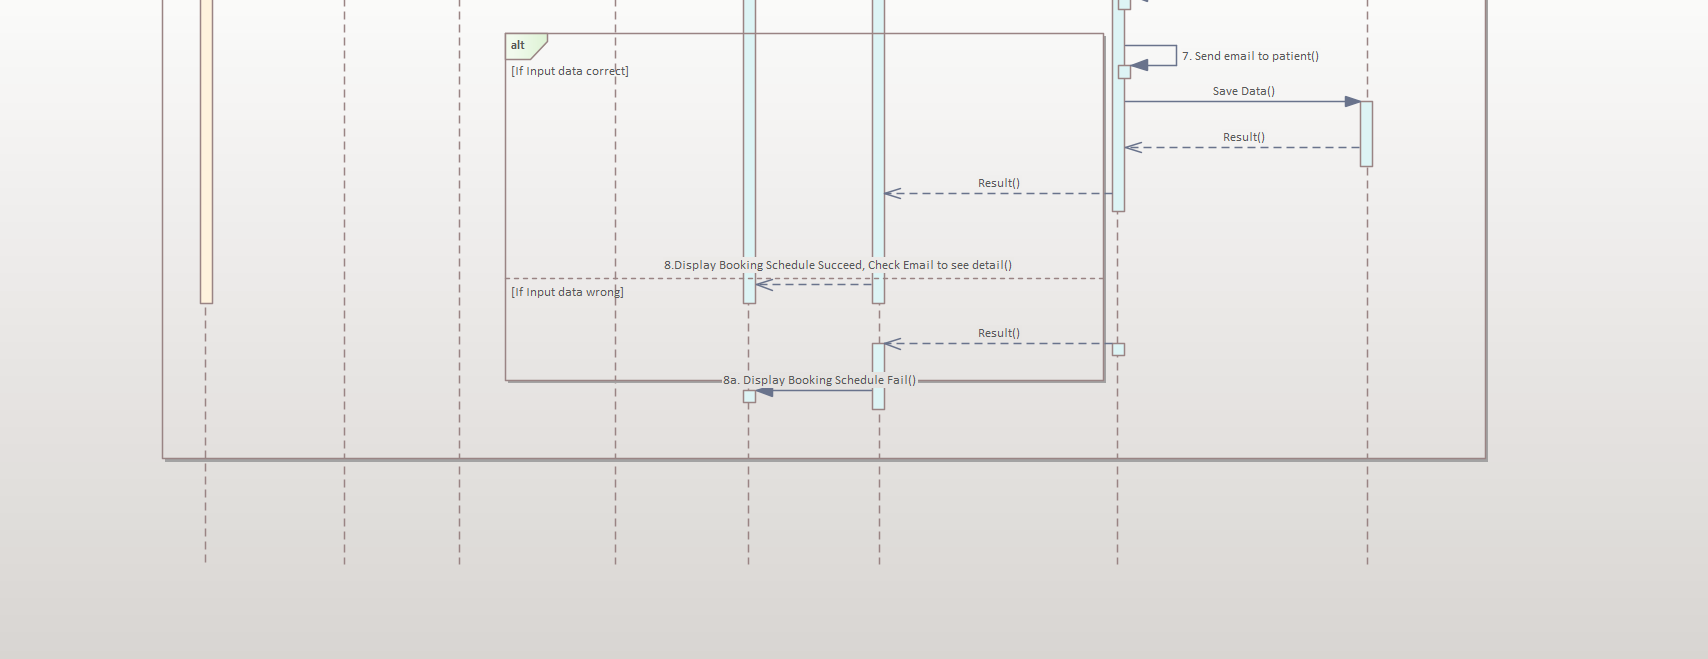 alt
[If Input data correct]
7. Send email to patient()
Save Data()
Result()
Result()
8.Display Booking Schedule Succeed, Check Email to see detail()
[If Input data wrong]
Result()
8a. Display Booking Schedule Fail()